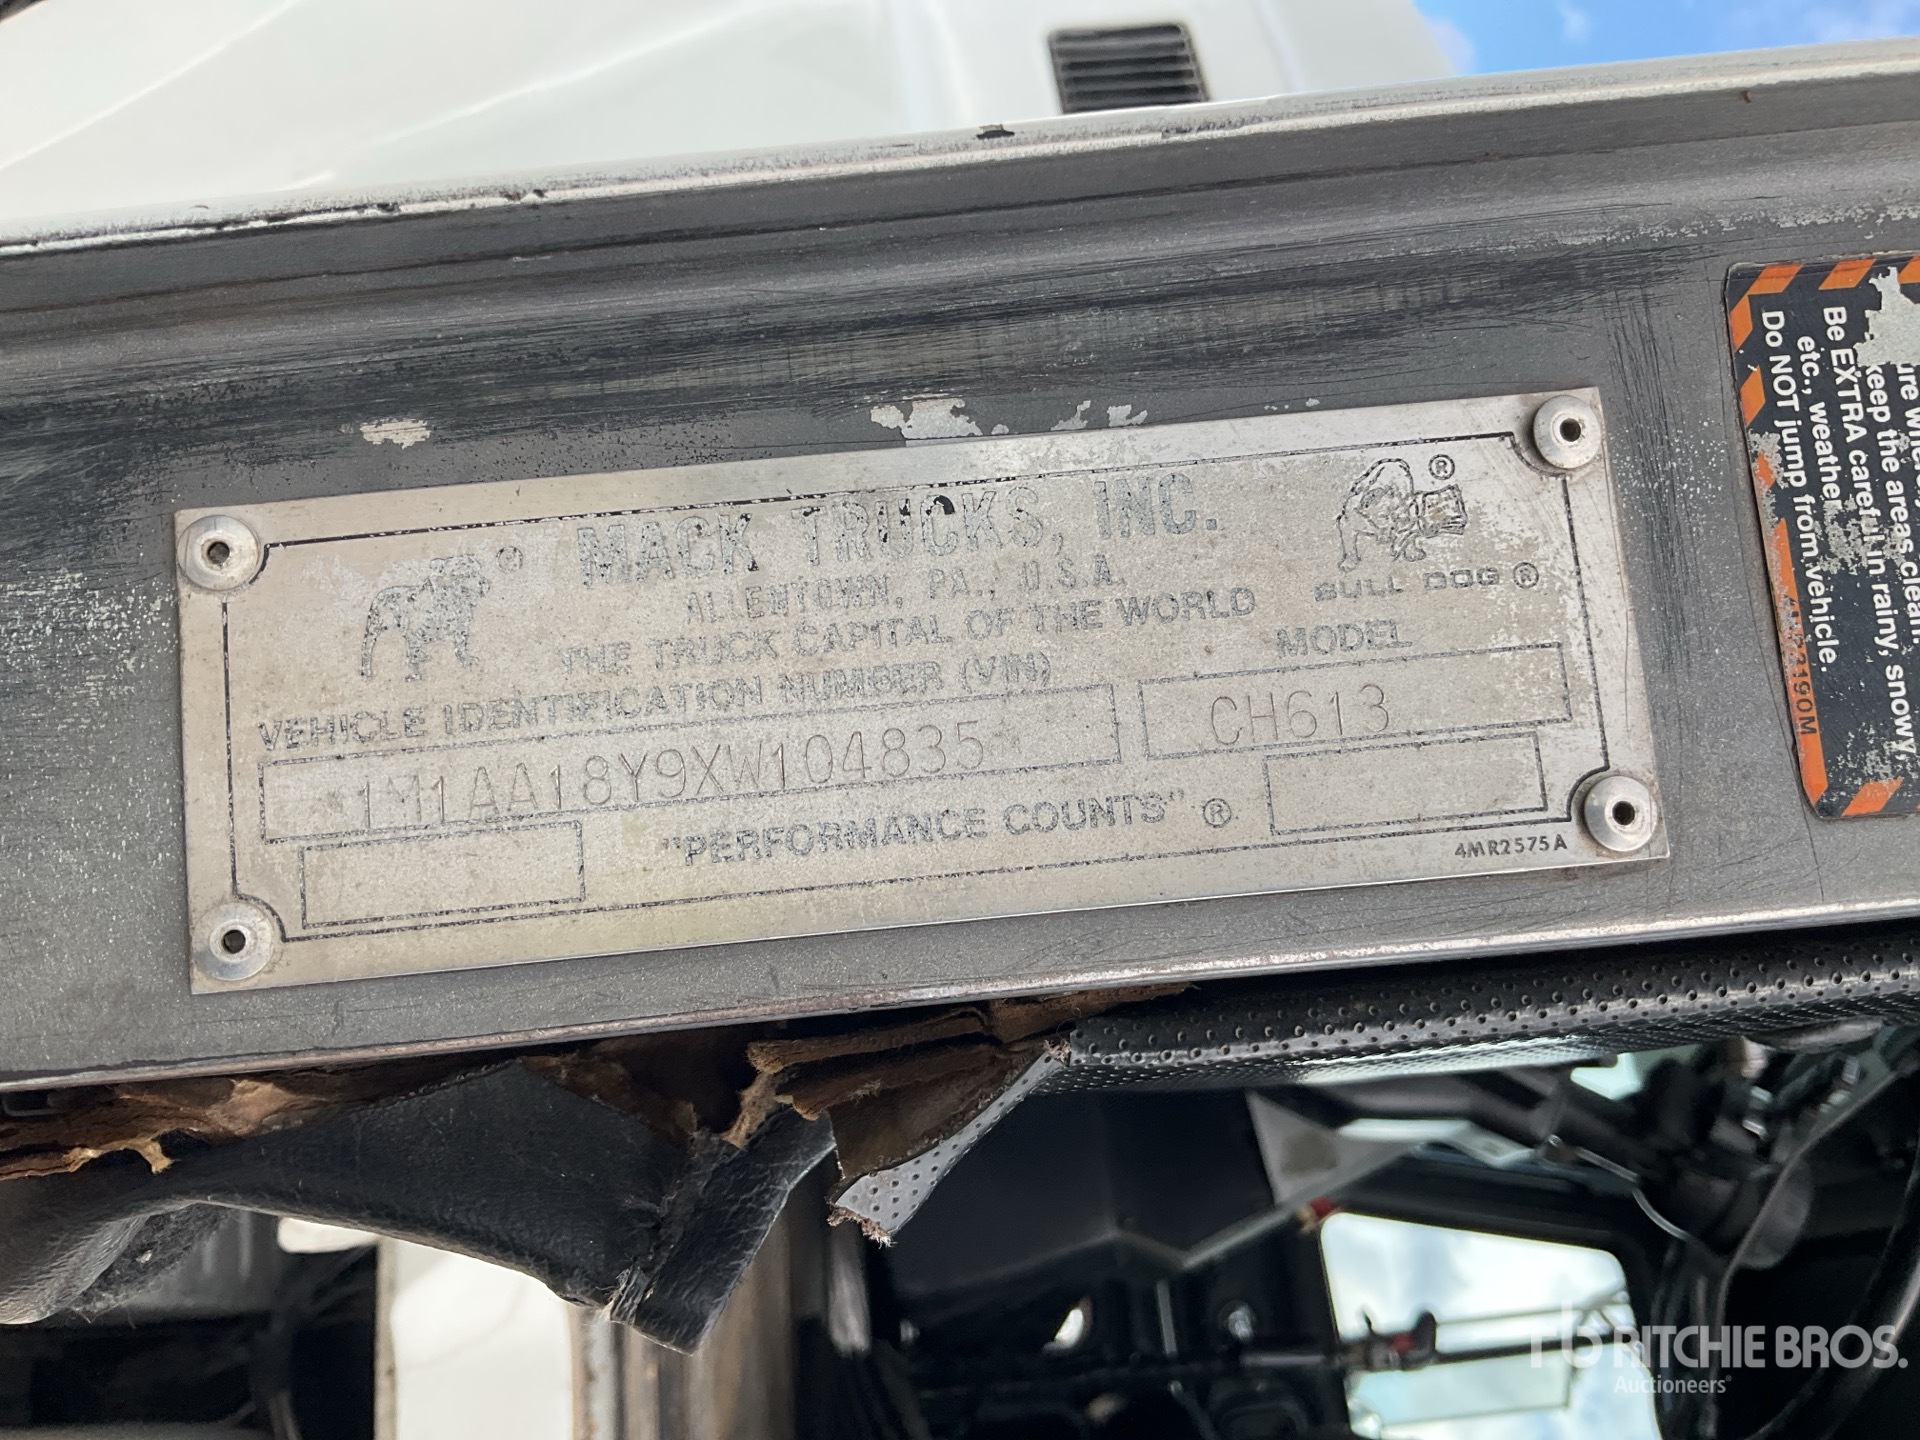 MACK TRUCKS, INC.
ALLENTOWN, PA., U.S.A.
THE TRUCK CAPITAL OF THE WORLD
®
®
BULL DOG ®
VEHICLE IDENTIFICATION NUMBER (VIN)
MODEL
*1M1AA18Y9XW104835*
CH613
"PERFORMANCE COUNTS" ®
4MR2575A
keep the areas clean.
Be EXTRA careful in rainy, snowy,
etc., weather.
Do NOT jump from vehicle.
RITCHIE BROS.
Auctioneers